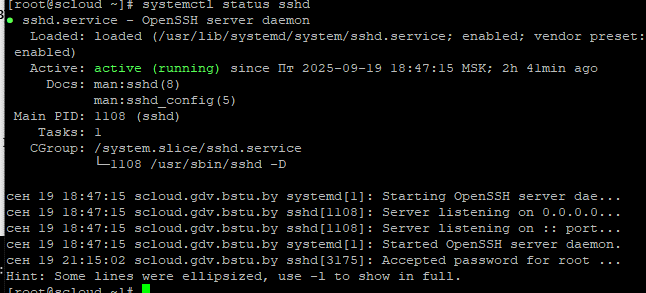 [root@scloud ~]# systemctl status sshd
● sshd.service - OpenSSH server daemon
   Loaded: loaded (/usr/lib/systemd/system/sshd.service; enabled; vendor preset:
enabled)
   Active: active (running) since Пт 2025-09-19 18:47:15 MSK; 2h 41min ago
     Docs: man:sshd(8)
           man:sshd_config(5)
 Main PID: 1108 (sshd)
    Tasks: 1
   CGroup: /system.slice/sshd.service
           └─1108 /usr/sbin/sshd -D

сен 19 18:47:15 scloud.gdv.bstu.by systemd[1]: Starting OpenSSH server dae...
сен 19 18:47:15 scloud.gdv.bstu.by sshd[1108]: Server listening on 0.0.0.0...
сен 19 18:47:15 scloud.gdv.bstu.by sshd[1108]: Server listening on :: port...
сен 19 18:47:15 scloud.gdv.bstu.by systemd[1]: Started OpenSSH server daemon.
сен 19 21:15:02 scloud.gdv.bstu.by sshd[3175]: Accepted password for root ...
Hint: Some lines were ellipsized, use -l to show in full.
[root@scloud ~]#